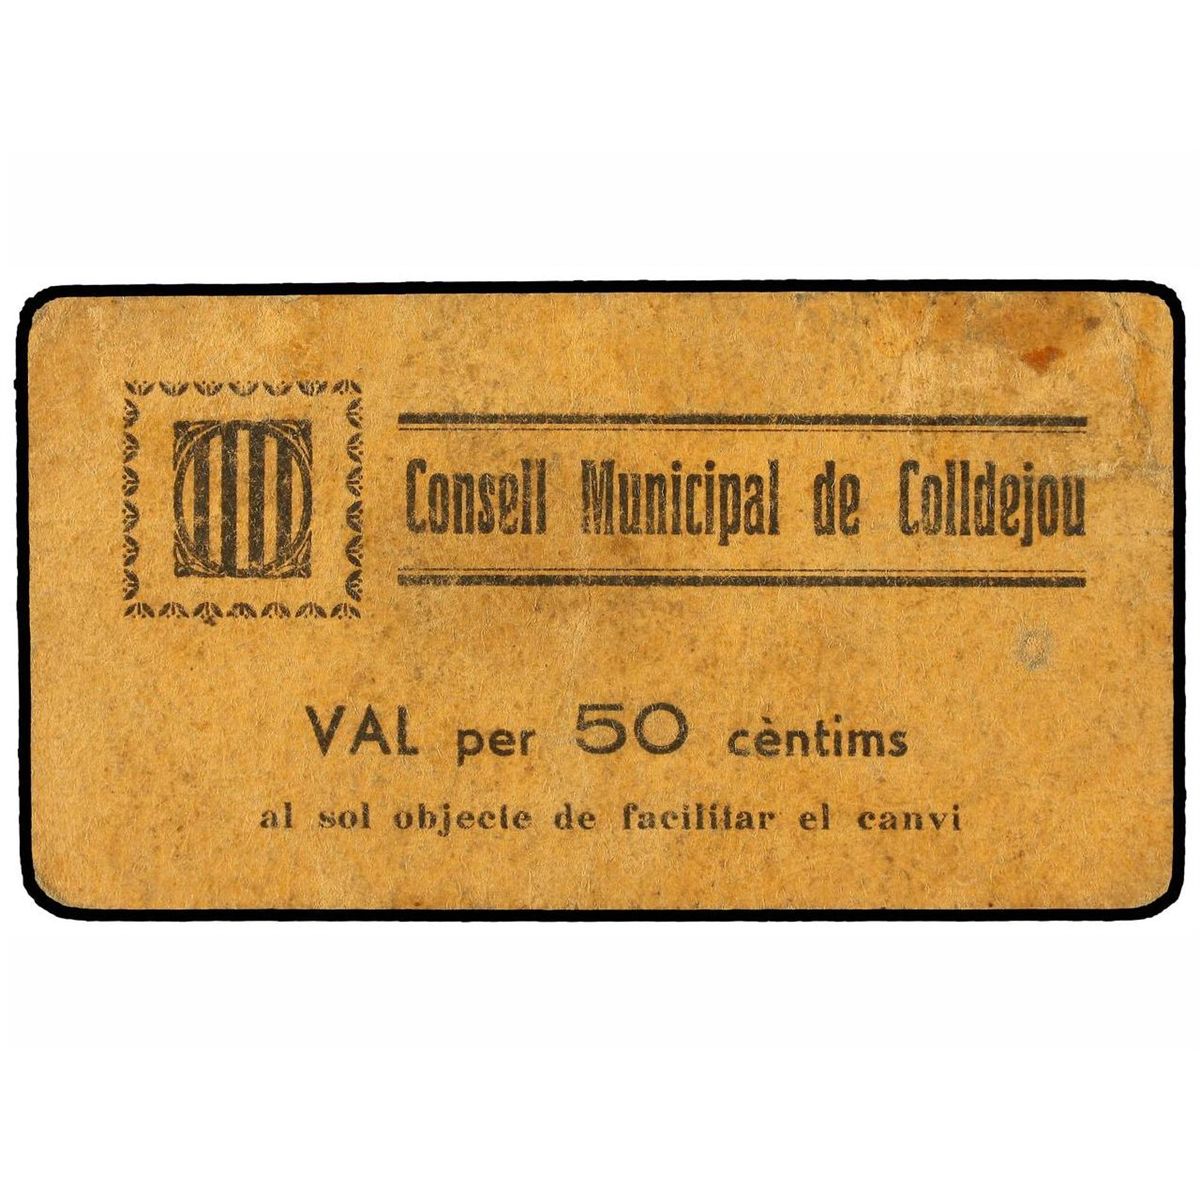 Consell Municipal de Colldejou
VAL per 50 cèntims
al sol objecte de facilitar el canvi